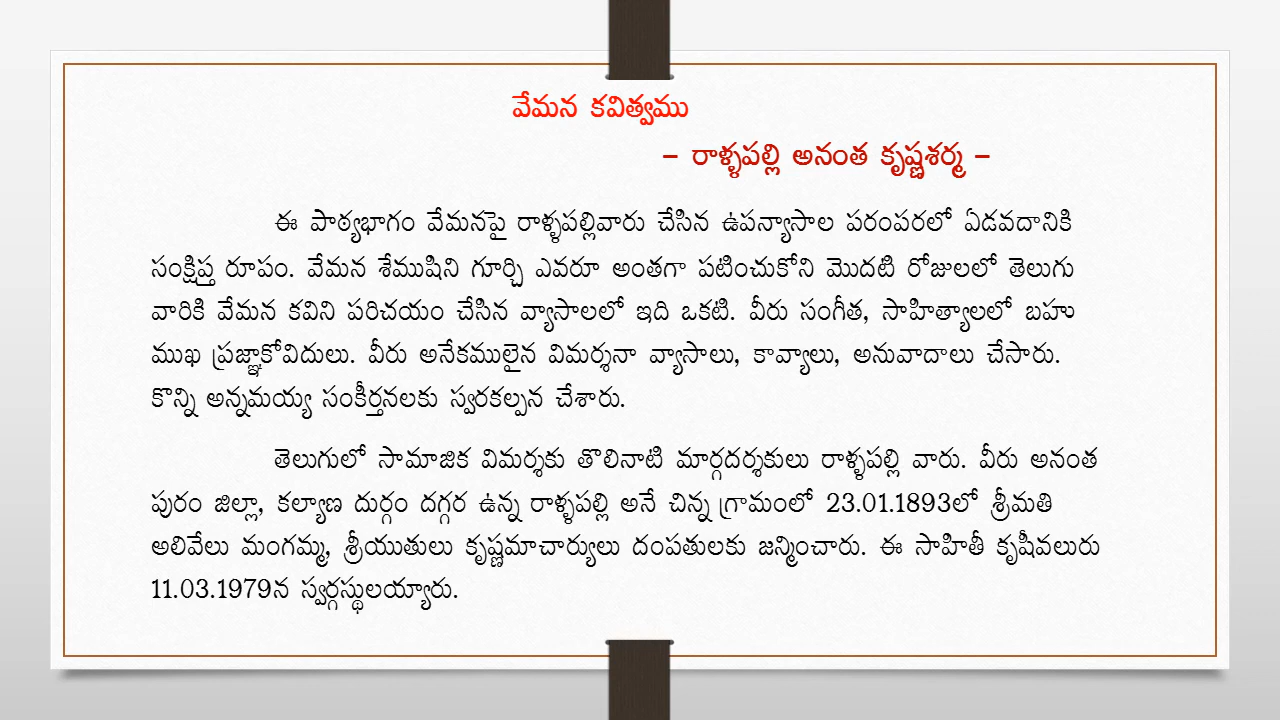 వేమన కవిత్వము
– రాళ్ళపల్లి అనంత కృష్ణశర్మ –
ఈ పాఠ్యభాగం వేమనపై రాళ్ళపల్లివారు చేసిన ఉపన్యాసాల పరంపరలో ఏడవదానికి
సంక్షిప్త రూపం. వేమన శేముషిని గూర్చి ఎవరూ అంతగా పటించుకోని మొదటి రోజులలో తెలుగు
వారికి వేమన కవిని పరిచయం చేసిన వ్యాసాలలో ఇది ఒకటి. వీరు సంగీత, సాహిత్యాలలో బహు
ముఖ ప్రజ్ఞాకోవిదులు. వీరు అనేకములైన విమర్శనా వ్యాసాలు, కావ్యాలు, అనువాదాలు చేసారు.
కొన్ని అన్నమయ్య సంకీర్తనలకు స్వరకల్పన చేశారు.
తెలుగులో సామాజిక విమర్శకు తొలినాటి మార్గదర్శకులు రాళ్ళపల్లి వారు. వీరు అనంత
పురం జిల్లా, కల్యాణ దుర్గం దగ్గర ఉన్న రాళ్ళపల్లి అనే చిన్న గ్రామంలో 23.01.1893లో శ్రీమతి
అలివేలు మంగమ్మ, శ్రీయుతులు కృష్ణమాచార్యులు దంపతులకు జన్మించారు. ఈ సాహితీ కృషీవలురు
11.03.1979న స్వర్గస్థులయ్యారు.